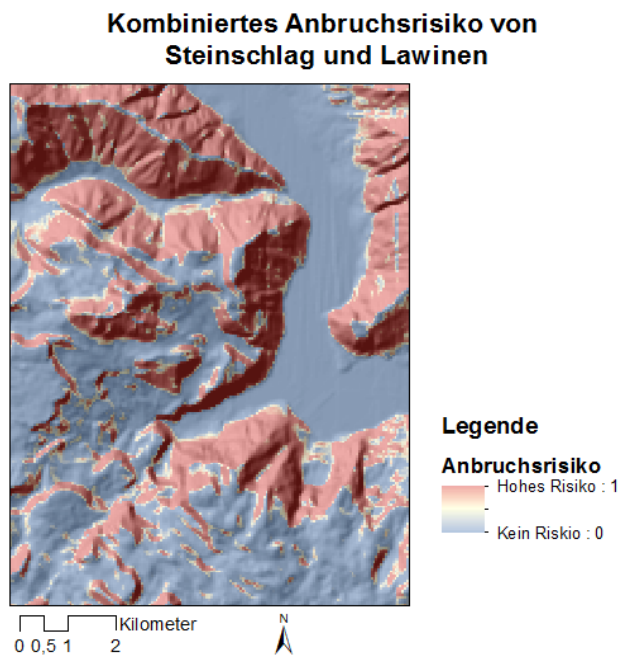 Kombiniertes Anbruchsrisiko von
Steinschlag und Lawinen
Legende
Anbruchsrisiko
Hohes Risiko : 1
Kein Riskio : 0
Kilometer
0 0,5 1 2
N